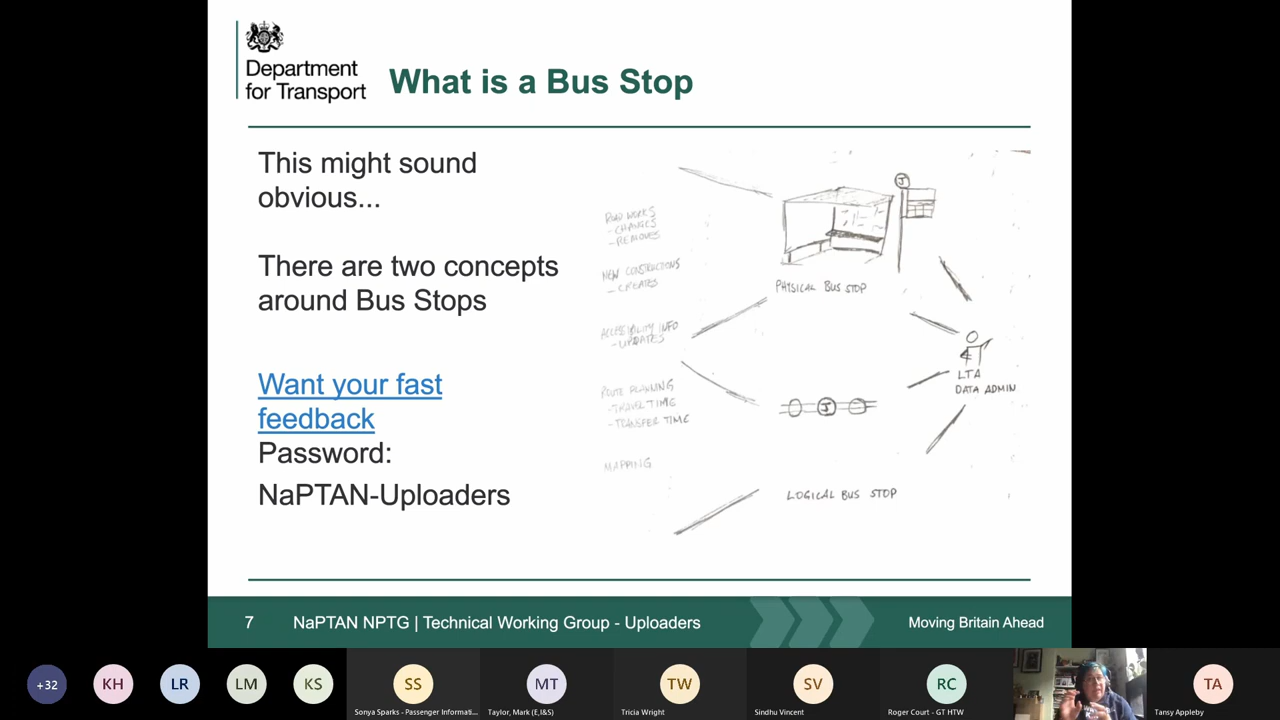 Department
for Transport
What is a Bus Stop
This might sound
obvious...
There are two concepts
around Bus Stops
Want your fast
feedback
Password:
NaPTAN-Uploaders
ROAD WORKS
- CHANGES
- REMOVES
NEW CONSTRUCTIONS
- CREATES
ACCESSIBILITY INFO
- UPDATES
ROUTE PLANNING
- TRAVEL TIME
- TRANSFER TIME
MAPPING
J
PHYSICAL BUS STOP
LTA
DATA ADMIN
J
LOGICAL BUS STOP
7
NaPTAN NPTG | Technical Working Group - Uploaders
Moving Britain Ahead
+32
KH
LR
LM
KS
SS
MT
TW
SV
RC
TA
Sonya Sparks - Passenger Informati...
Taylor, Mark (E,I&S)
Tricia Wright
Sindhu Vincent
Roger Court - GT HTW
Tansy Appleby